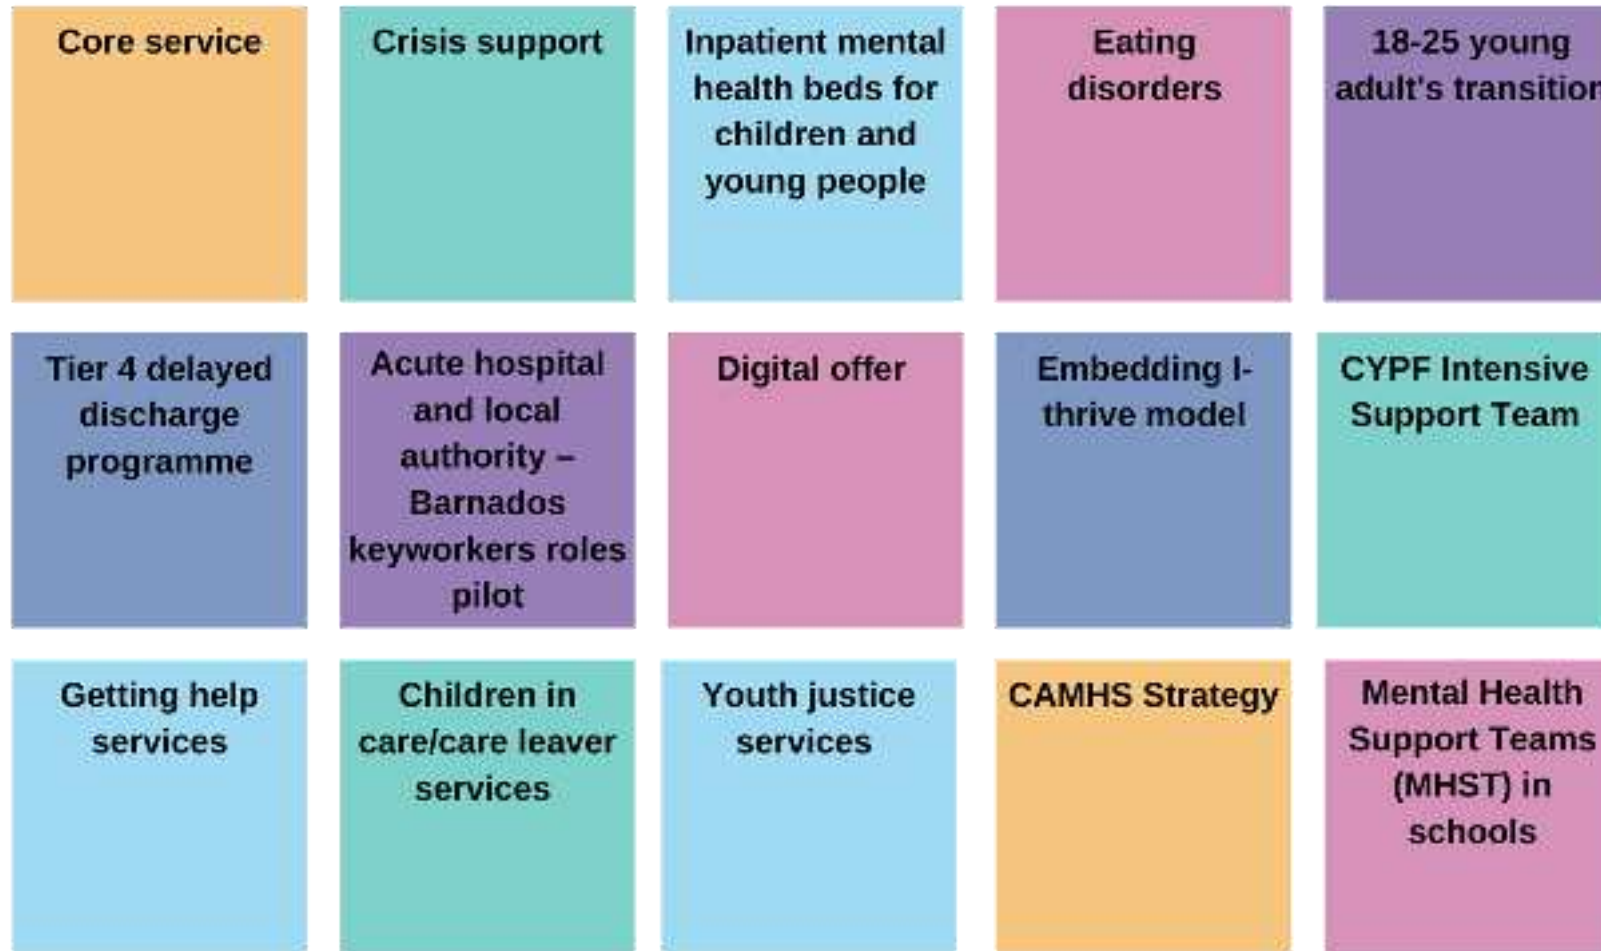 Core service
Crisis support
Inpatient mental
health beds for
children and
young people
Eating
disorders
18-25 young
adult's transition
Tier 4 delayed
discharge
programme
Acute hospital
and local
authority –
Barnados
keyworkers roles
pilot
Digital offer
Embedding I-
thrive model
CYPF Intensive
Support Team
Getting help
services
Children in
care/care leaver
services
Youth justice
services
CAMHS Strategy
Mental Health
Support Teams
(MHST) in
schools